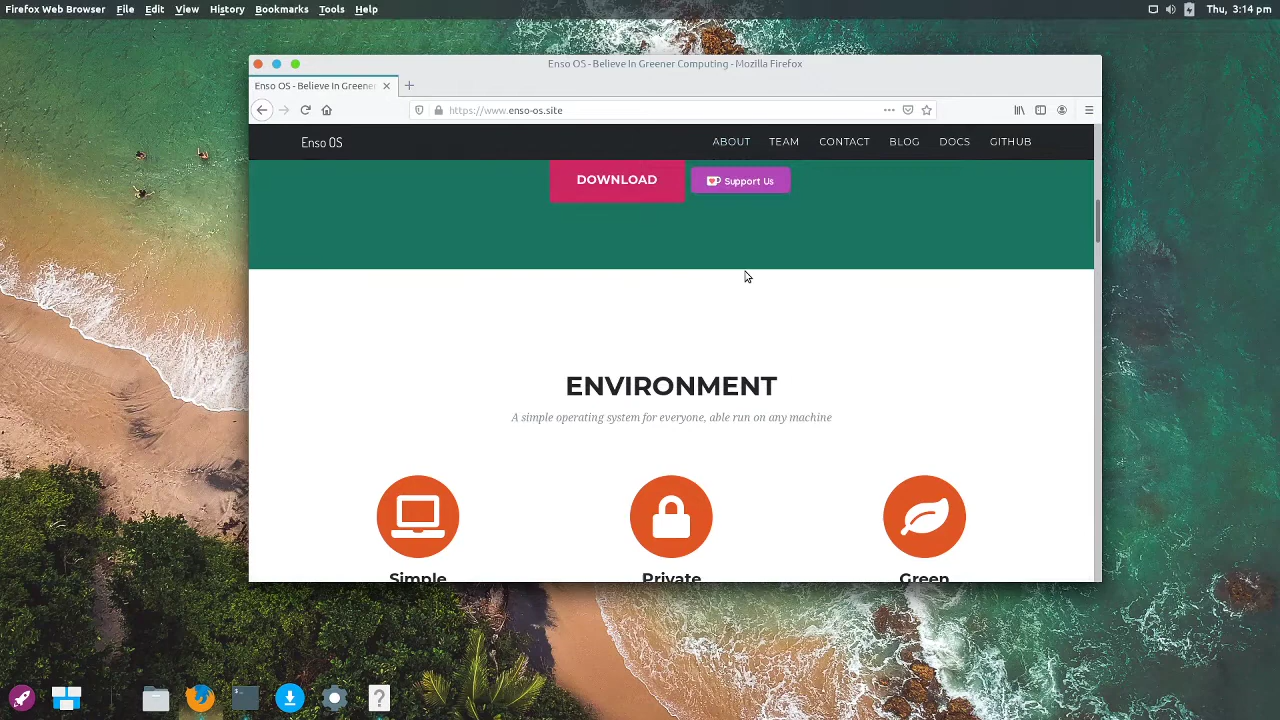 Firefox Web Browser File Edit View History Bookmarks Tools Help Thu, 3:14 pm
Enso OS - Believe In Greener Computing - Mozilla Firefox
Enso OS - Believe In Greener
https://www.enso-os.site
Enso OS ABOUT TEAM CONTACT BLOG DOCS GITHUB
DOWNLOAD Support Us
ENVIRONMENT
A simple operating system for everyone, able run on any machine
Simple Private Green